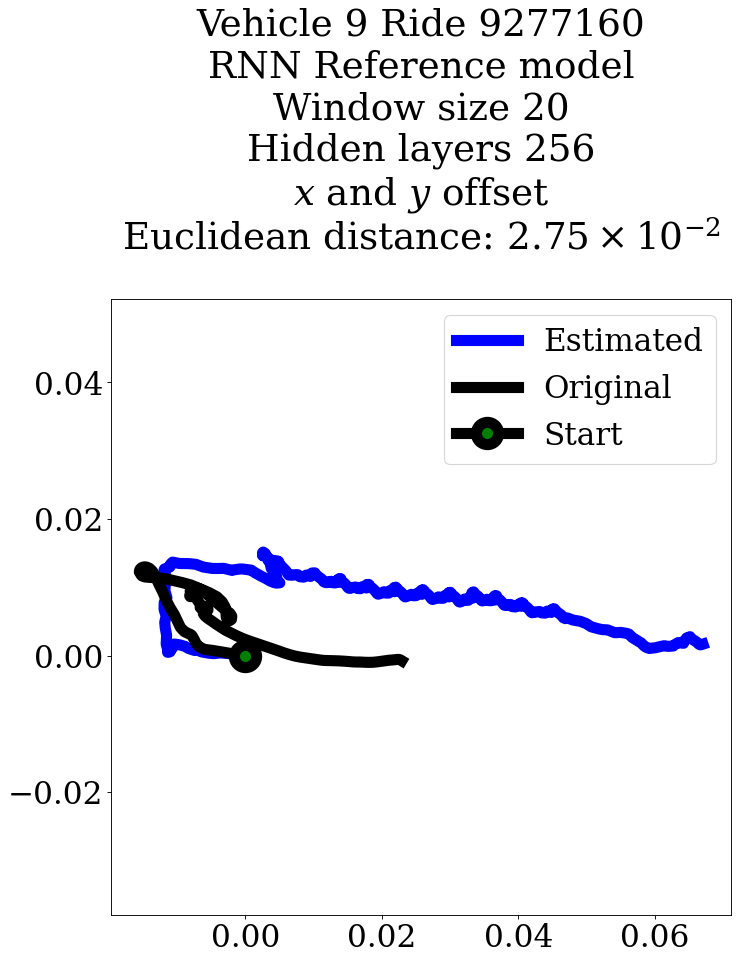 Vehicle 9 Ride 9277160
RNN Reference model
Window size 20
Hidden layers 256
x and y offset
Euclidean distance: 2.75 × 10⁻²
Estimated
Original
Start
0.04
0.02
0.00
−0.02
0.00 0.02 0.04 0.06